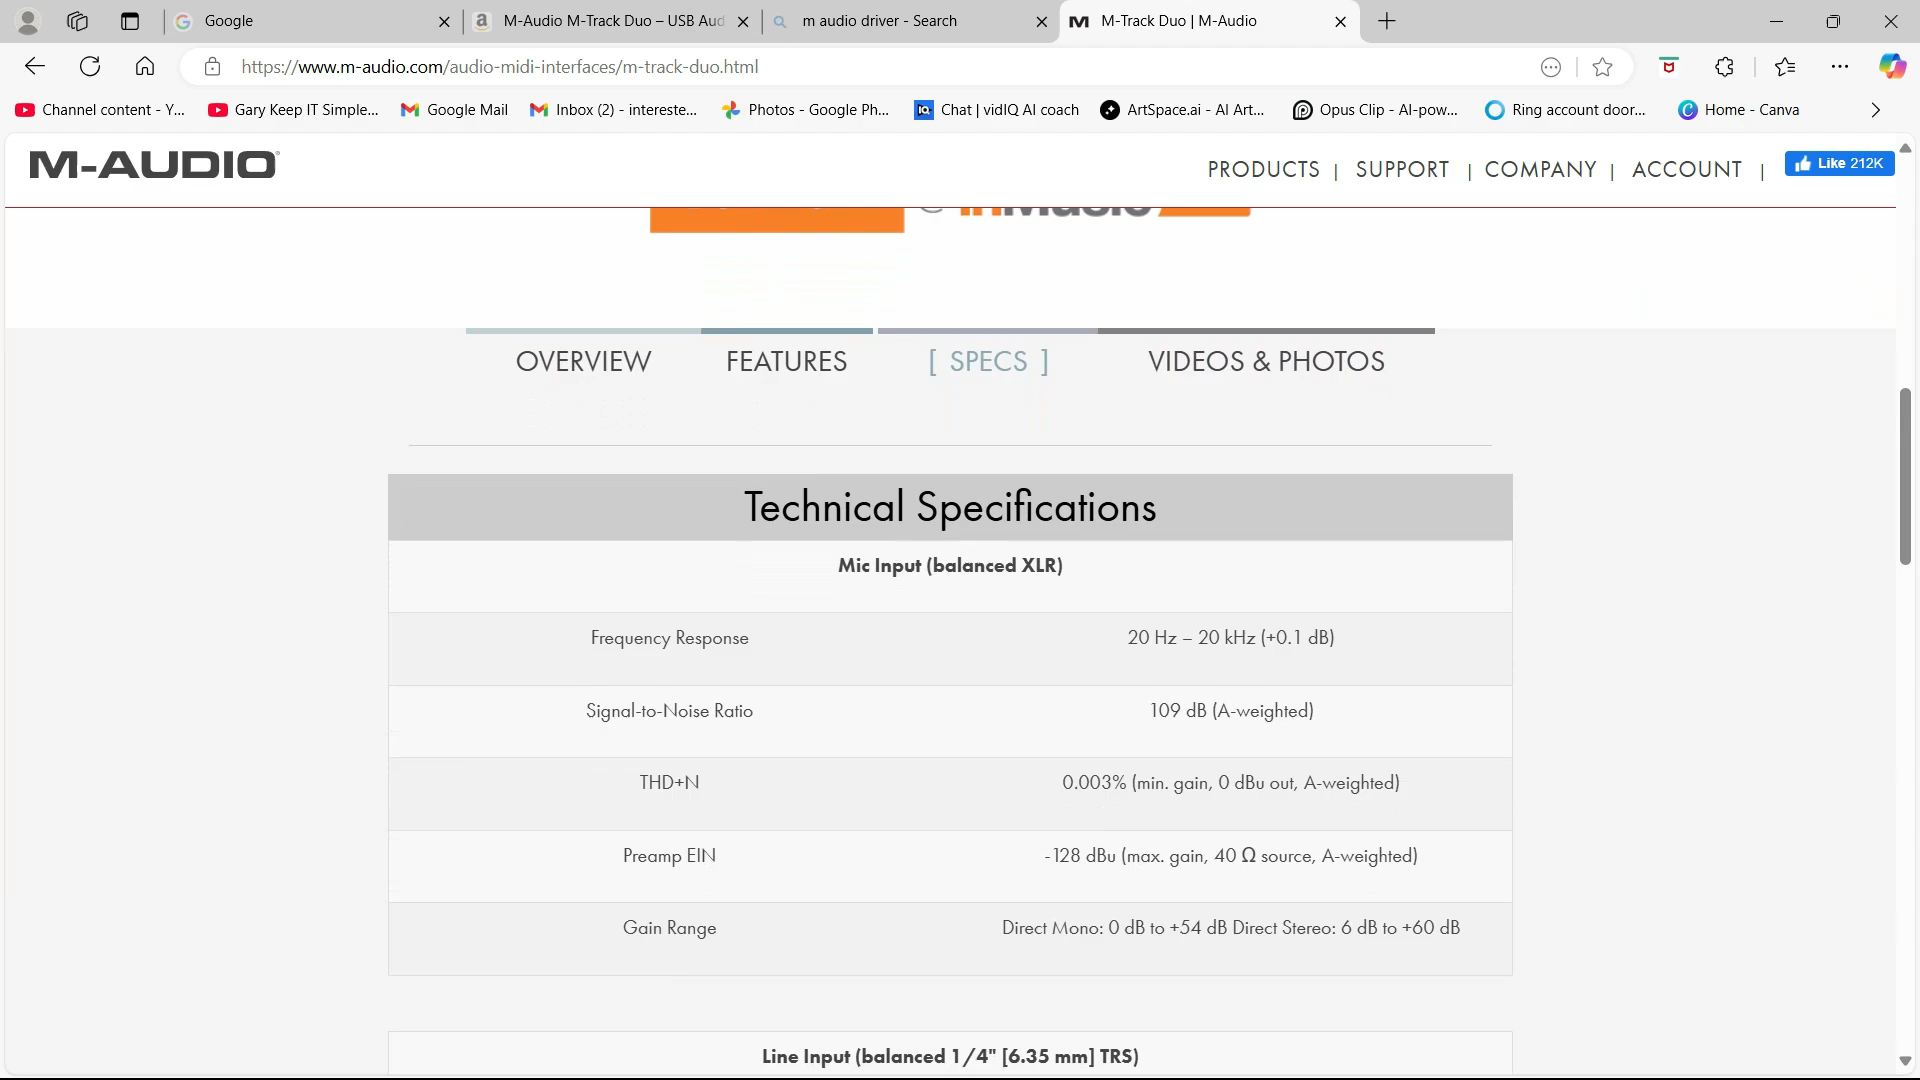 Google
M-Audio M-Track Duo – USB Aud
m audio driver - Search
M-Track Duo | M-Audio
https://www.m-audio.com/audio-midi-interfaces/m-track-duo.html
Channel content - Y...
Gary Keep IT Simple...
Google Mail
Inbox (2) - intereste...
Photos - Google Ph...
Chat | vidIQ AI coach
ArtSpace.ai - AI Art...
Opus Clip - AI-pow...
Ring account door...
Home - Canva
M-AUDIO
PRODUCTS | SUPPORT | COMPANY | ACCOUNT |
Like 212K
OVERVIEW
FEATURES
[ SPECS ]
VIDEOS & PHOTOS
Technical Specifications
Mic Input (balanced XLR)
Frequency Response 20 Hz – 20 kHz (+0.1 dB)
Signal-to-Noise Ratio 109 dB (A-weighted)
THD+N 0.003% (min. gain, 0 dBu out, A-weighted)
Preamp EIN -128 dBu (max. gain, 40 Ω source, A-weighted)
Gain Range Direct Mono: 0 dB to +54 dB Direct Stereo: 6 dB to +60 dB
Line Input (balanced 1/4" [6.35 mm] TRS)